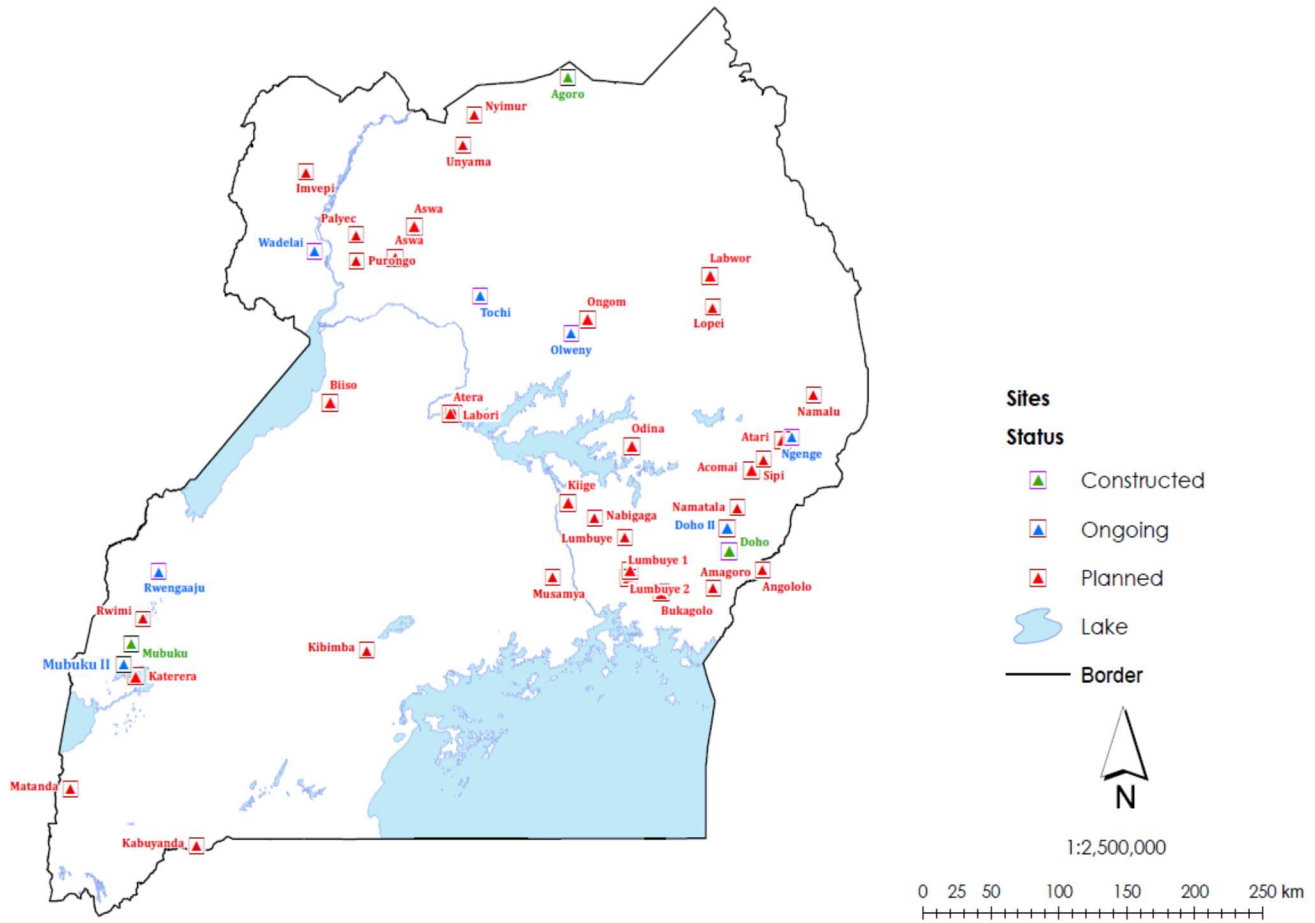 Agoro
Nyimur
Unyama
Imvepi
Palyec
Aswa
Wadelai
Aswa
Purongo
Labwor
Tochi
Ongom
Lopei
Olweny
Biiso
Atera
Labori
Namalu
Odina
Atari
Ngenge
Acomai
Sipi
Kiige
Nabigaga
Namatala
Doho II
Lumbuye
Doho
Lumbuye 1
Amagoro
Angololo
Rwengaaju
Musamya
Lumbuye 2
Bukagolo
Rwimi
Mubuku
Kibimba
Mubuku II
Katerera
Matanda
Kabuyanda
Sites
Status
Constructed
Ongoing
Planned
Lake
Border
N
1:2,500,000
0 25 50 100 150 200 250 km